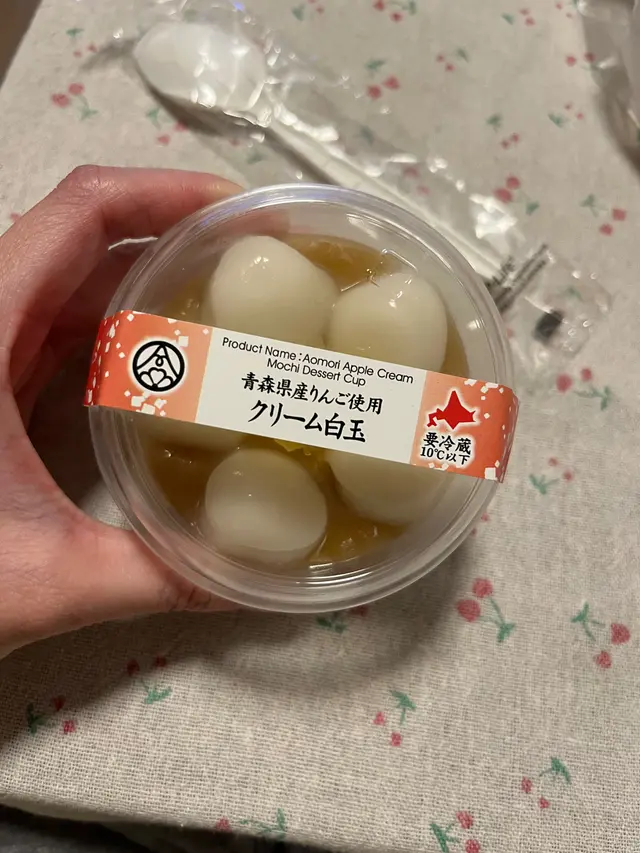 Product Name：Aomori Apple Cream
Mochi Dessert Cup
青森県産りんご使用
クリーム白玉
要冷蔵
10℃以下